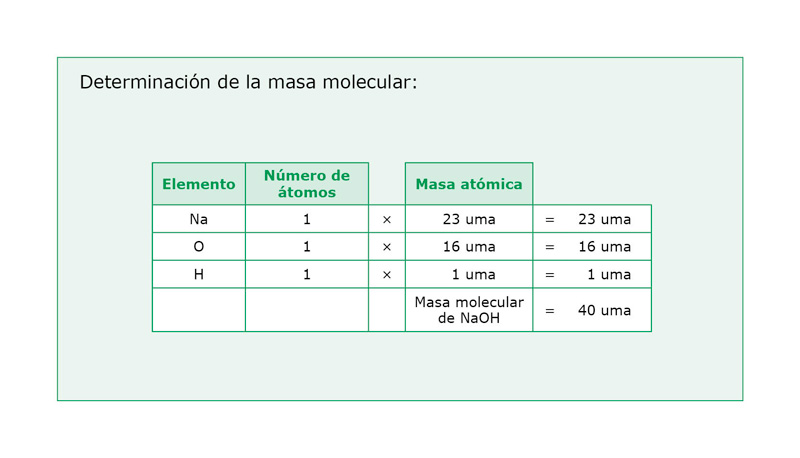 Determinación de la masa molecular:
Elemento Número de átomos Masa atómica
Na 1 × 23 uma = 23 uma
O 1 × 16 uma = 16 uma
H 1 × 1 uma = 1 uma
Masa molecular
de NaOH = 40 uma